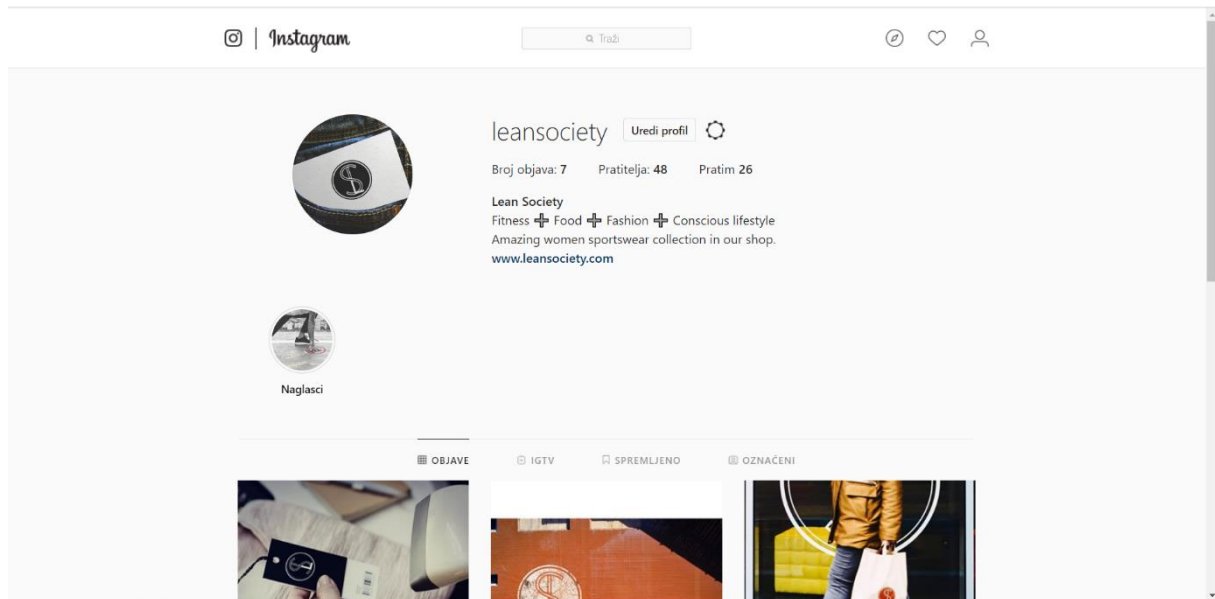 Instagram
Traži
leansociety Uredi profil
Broj objava: 7 Pratitelja: 48 Pratim 26
Lean Society
Fitness ➕ Food ➕ Fashion ➕ Conscious lifestyle
Amazing women sportswear collection in our shop.
www.leansociety.com
Naglasci
OBJAVE IGTV SPREMLJENO OZNAČENI